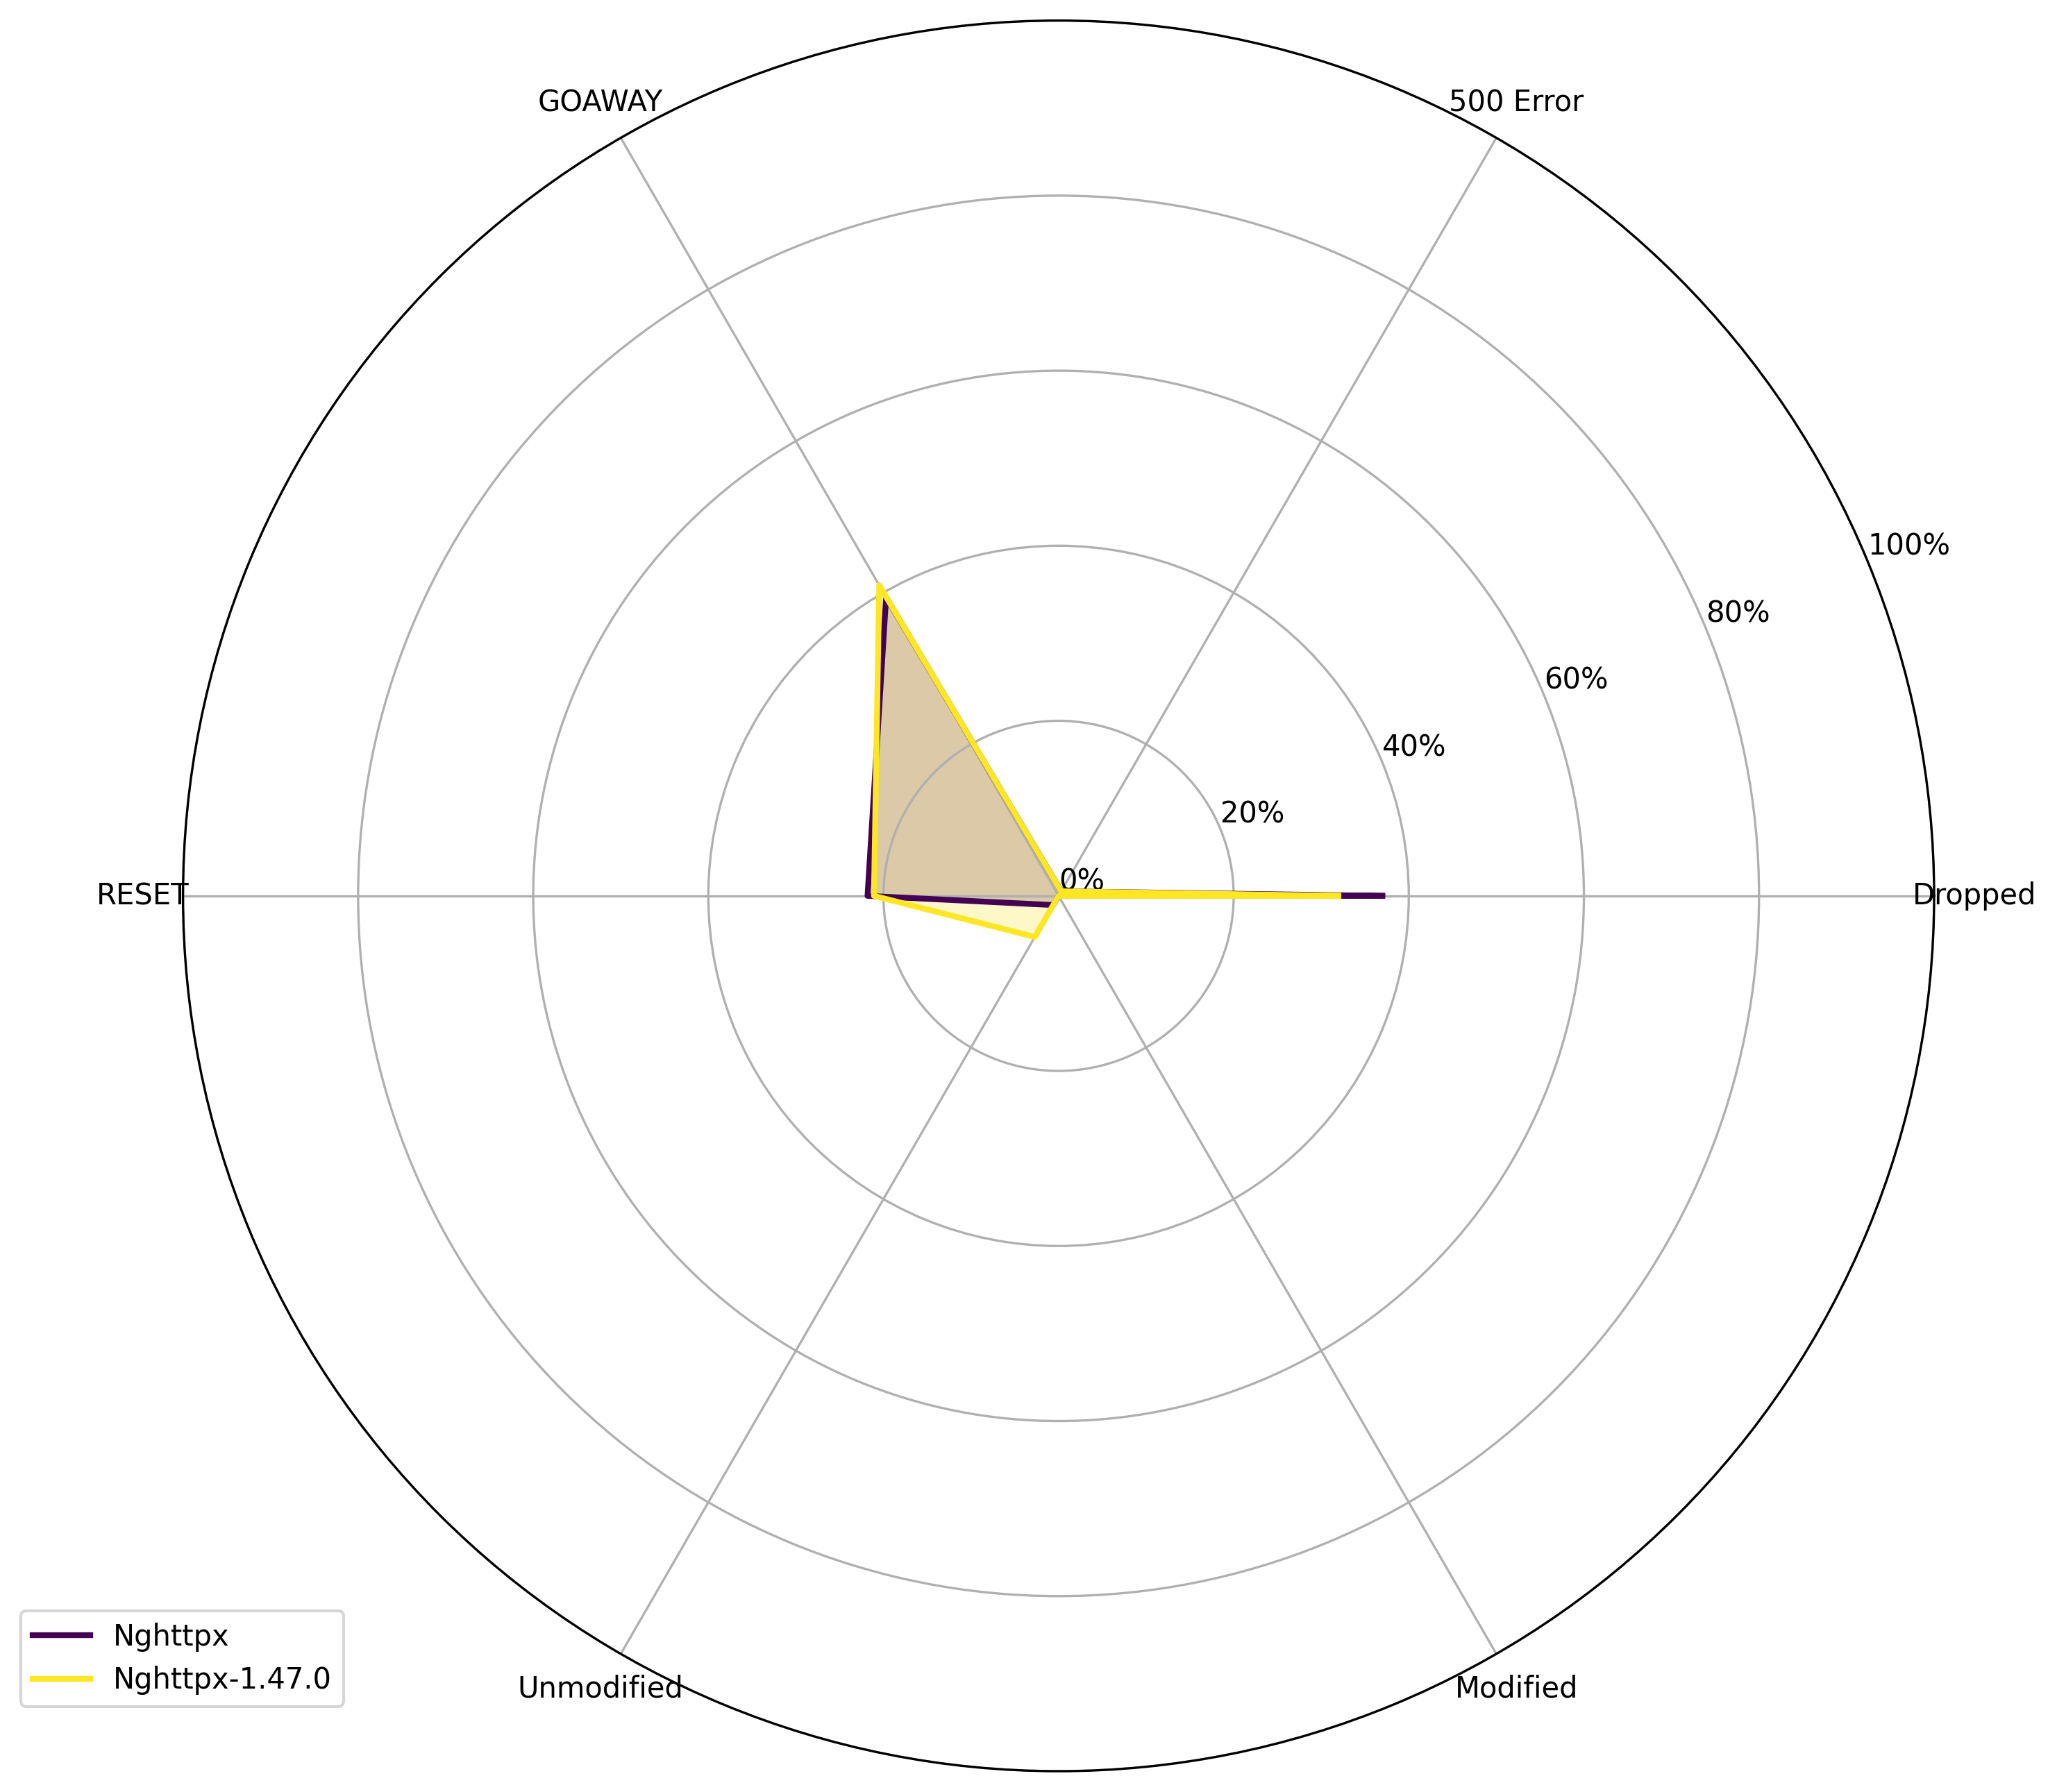 GOAWAY
500 Error
100%
80%
60%
40%
20%
0%
RESET
Dropped
Unmodified
Modified
Nghttpx
Nghttpx-1.47.0